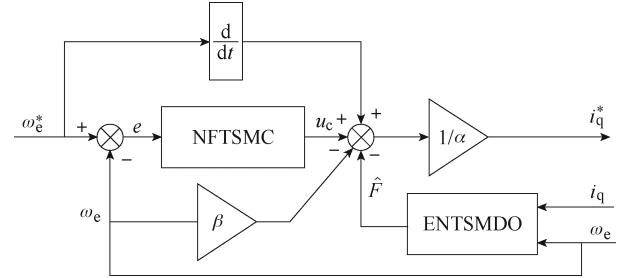 d
dt
+
ω*e
+
e
NFTSMC
uc
+
1/α
i*q
−
−
−
F̂
iq
ωe
β
ENTSMDO
ωe